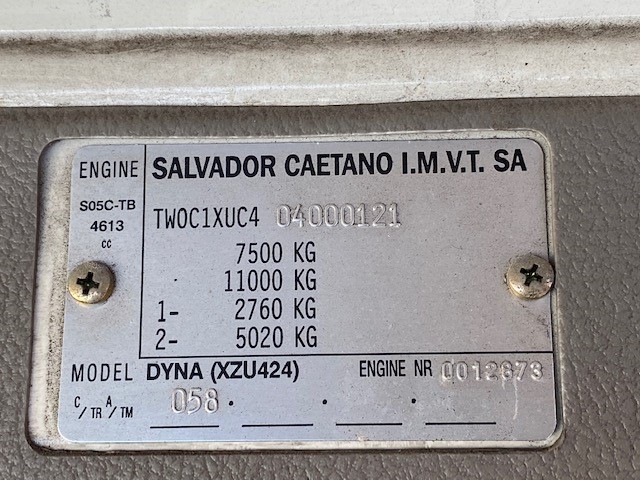 ENGINE SALVADOR CAETANO I.M.V.T. SA
S05C-TB
4613
cc
TW0C1XUC4 04000121
7500 KG
11000 KG
1- 2760 KG
2- 5020 KG
MODEL DYNA (XZU424) ENGINE NR 0012873
C/TR A/TM 058 . . . .